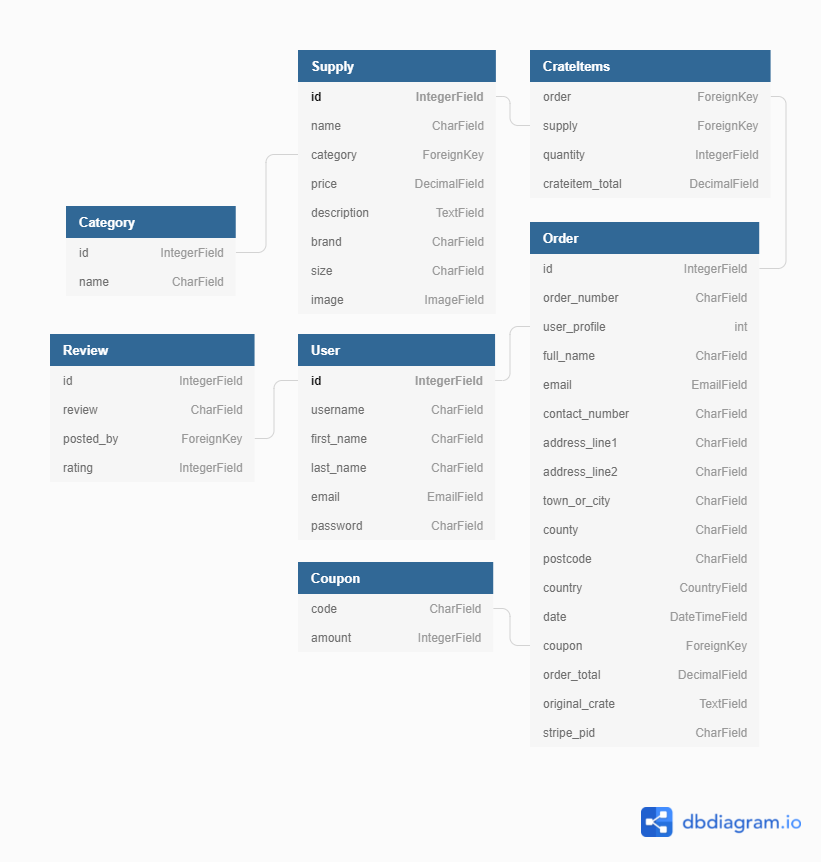 Supply
id IntegerField
name CharField
category ForeignKey
price DecimalField
description TextField
brand CharField
size CharField
image ImageField
CrateItems
order ForeignKey
supply ForeignKey
quantity IntegerField
crateitem_total DecimalField
Category
id IntegerField
name CharField
Order
id IntegerField
order_number CharField
user_profile int
full_name CharField
email EmailField
contact_number CharField
address_line1 CharField
address_line2 CharField
town_or_city CharField
county CharField
postcode CharField
country CountryField
date DateTimeField
coupon ForeignKey
order_total DecimalField
original_crate TextField
stripe_pid CharField
Review
id IntegerField
review CharField
posted_by ForeignKey
rating IntegerField
User
id IntegerField
username CharField
first_name CharField
last_name CharField
email EmailField
password CharField
Coupon
code CharField
amount IntegerField
dbdiagram.io